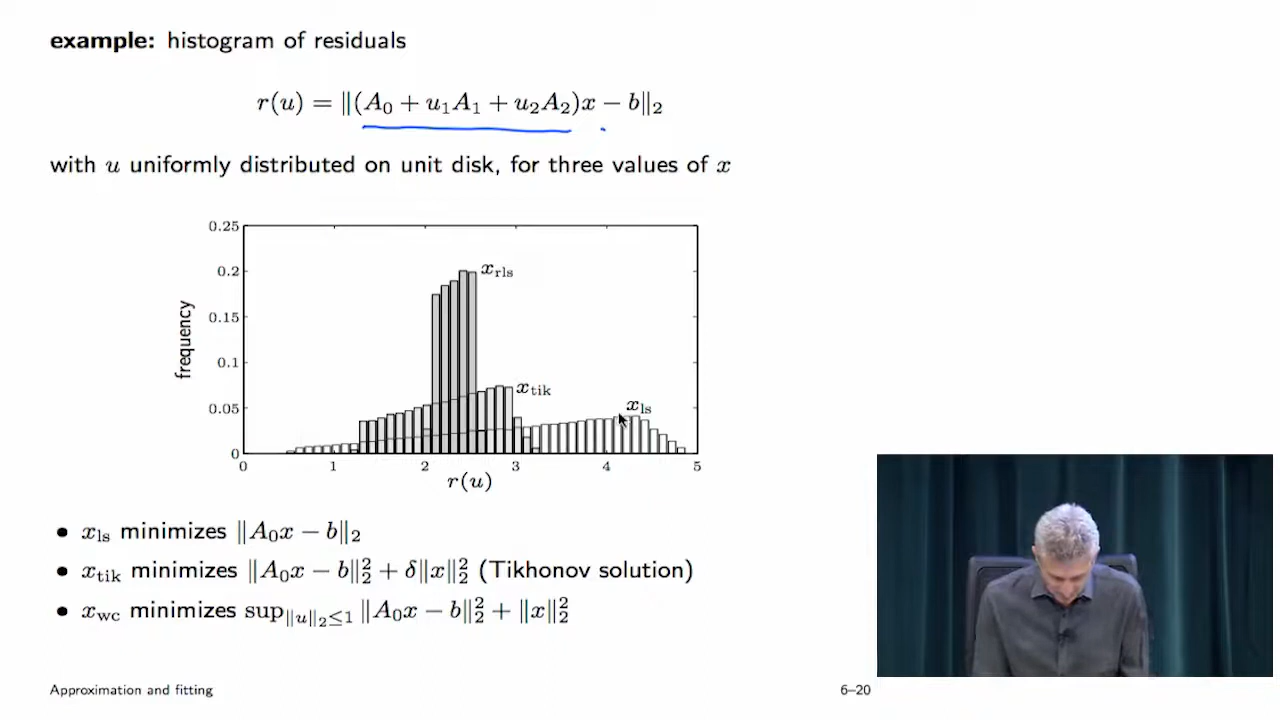 example: histogram of residuals
r(u) = ‖(A₀ + u₁A₁ + u₂A₂)x − b‖₂
with u uniformly distributed on unit disk, for three values of x
0.25
0.2
0.15
0.1
0.05
0
frequency
x_rls
x_tik
x_ls
0 1 2 3 4 5
r(u)
• x_ls minimizes ‖A₀x − b‖₂
• x_tik minimizes ‖A₀x − b‖₂² + δ‖x‖₂² (Tikhonov solution)
• x_wc minimizes sup_‖u‖₂≤1 ‖A₀x − b‖₂² + ‖x‖₂²
Approximation and fitting 6–20